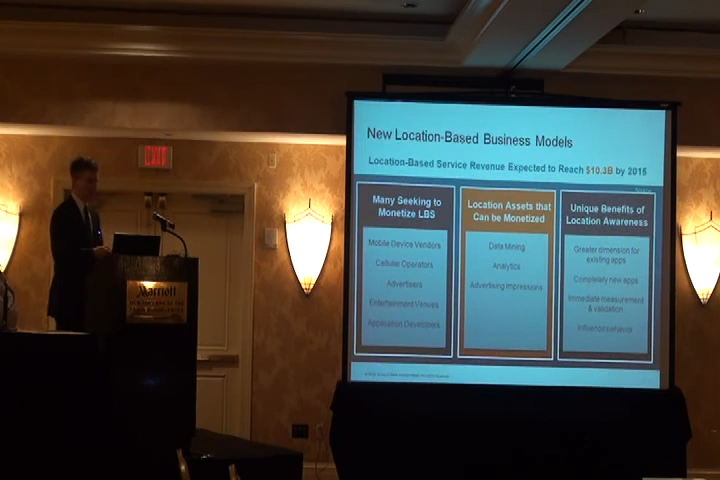 EXIT
Marriott
New Location-Based Business Models
Location-Based Service Revenue Expected to Reach $10.3B by 2015
Many Seeking to
Monetize LBS
Mobile Device Vendors
Cellular Operators
Advertisers
Entertainment Venues
Application Developers
Location Assets that
Can be Monetized
Data Mining
Analytics
Advertising Impressions
Unique Benefits of
Location Awareness
Greater dimension for
existing apps
Completely new apps
Immediate measurement
& validation
Influence behavior